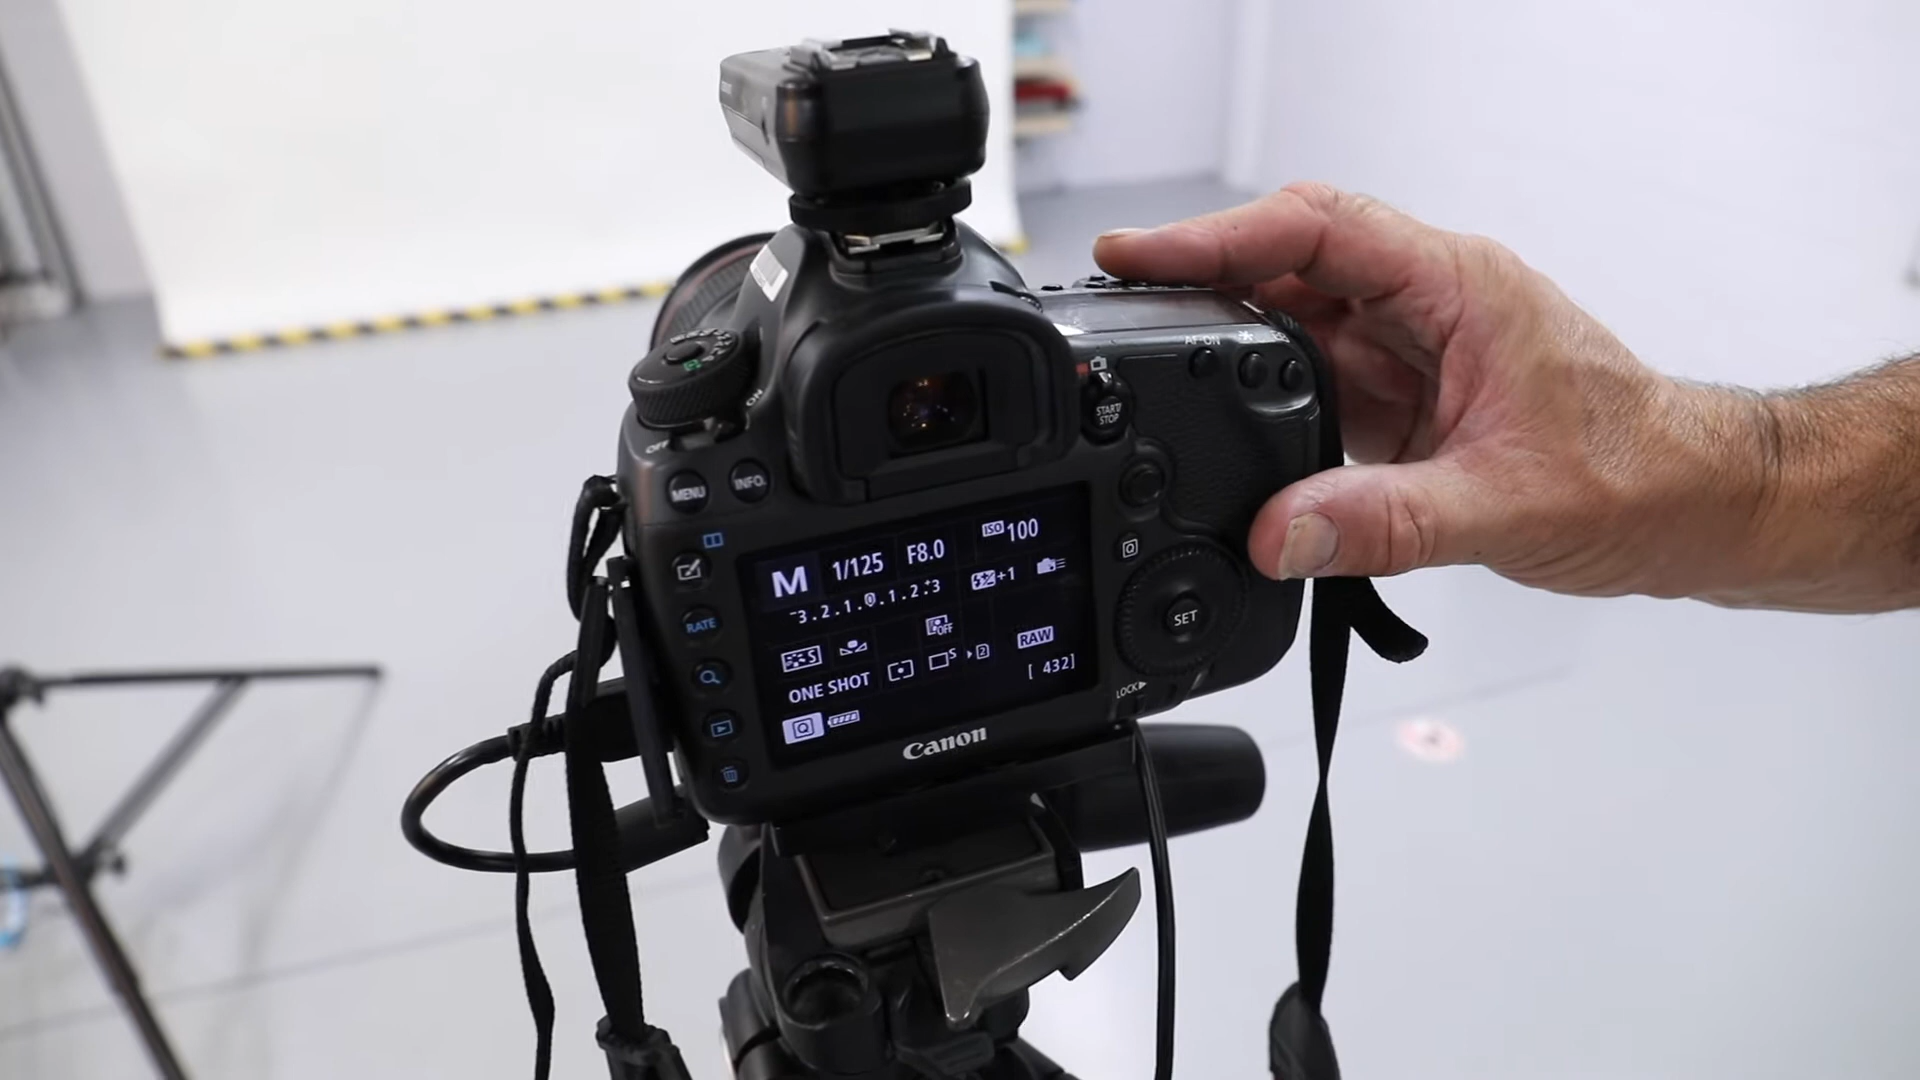 AF-ON
ON
OFF
START/
STOP
MENU
INFO.
ISO 100
M 1/125 F8.0
-3..2..1..0..1..2..+3
+1
RATE
OFF
S
S
2
RAW
ONE SHOT
[ 432]
Q
Q
SET
LOCK▶
Canon